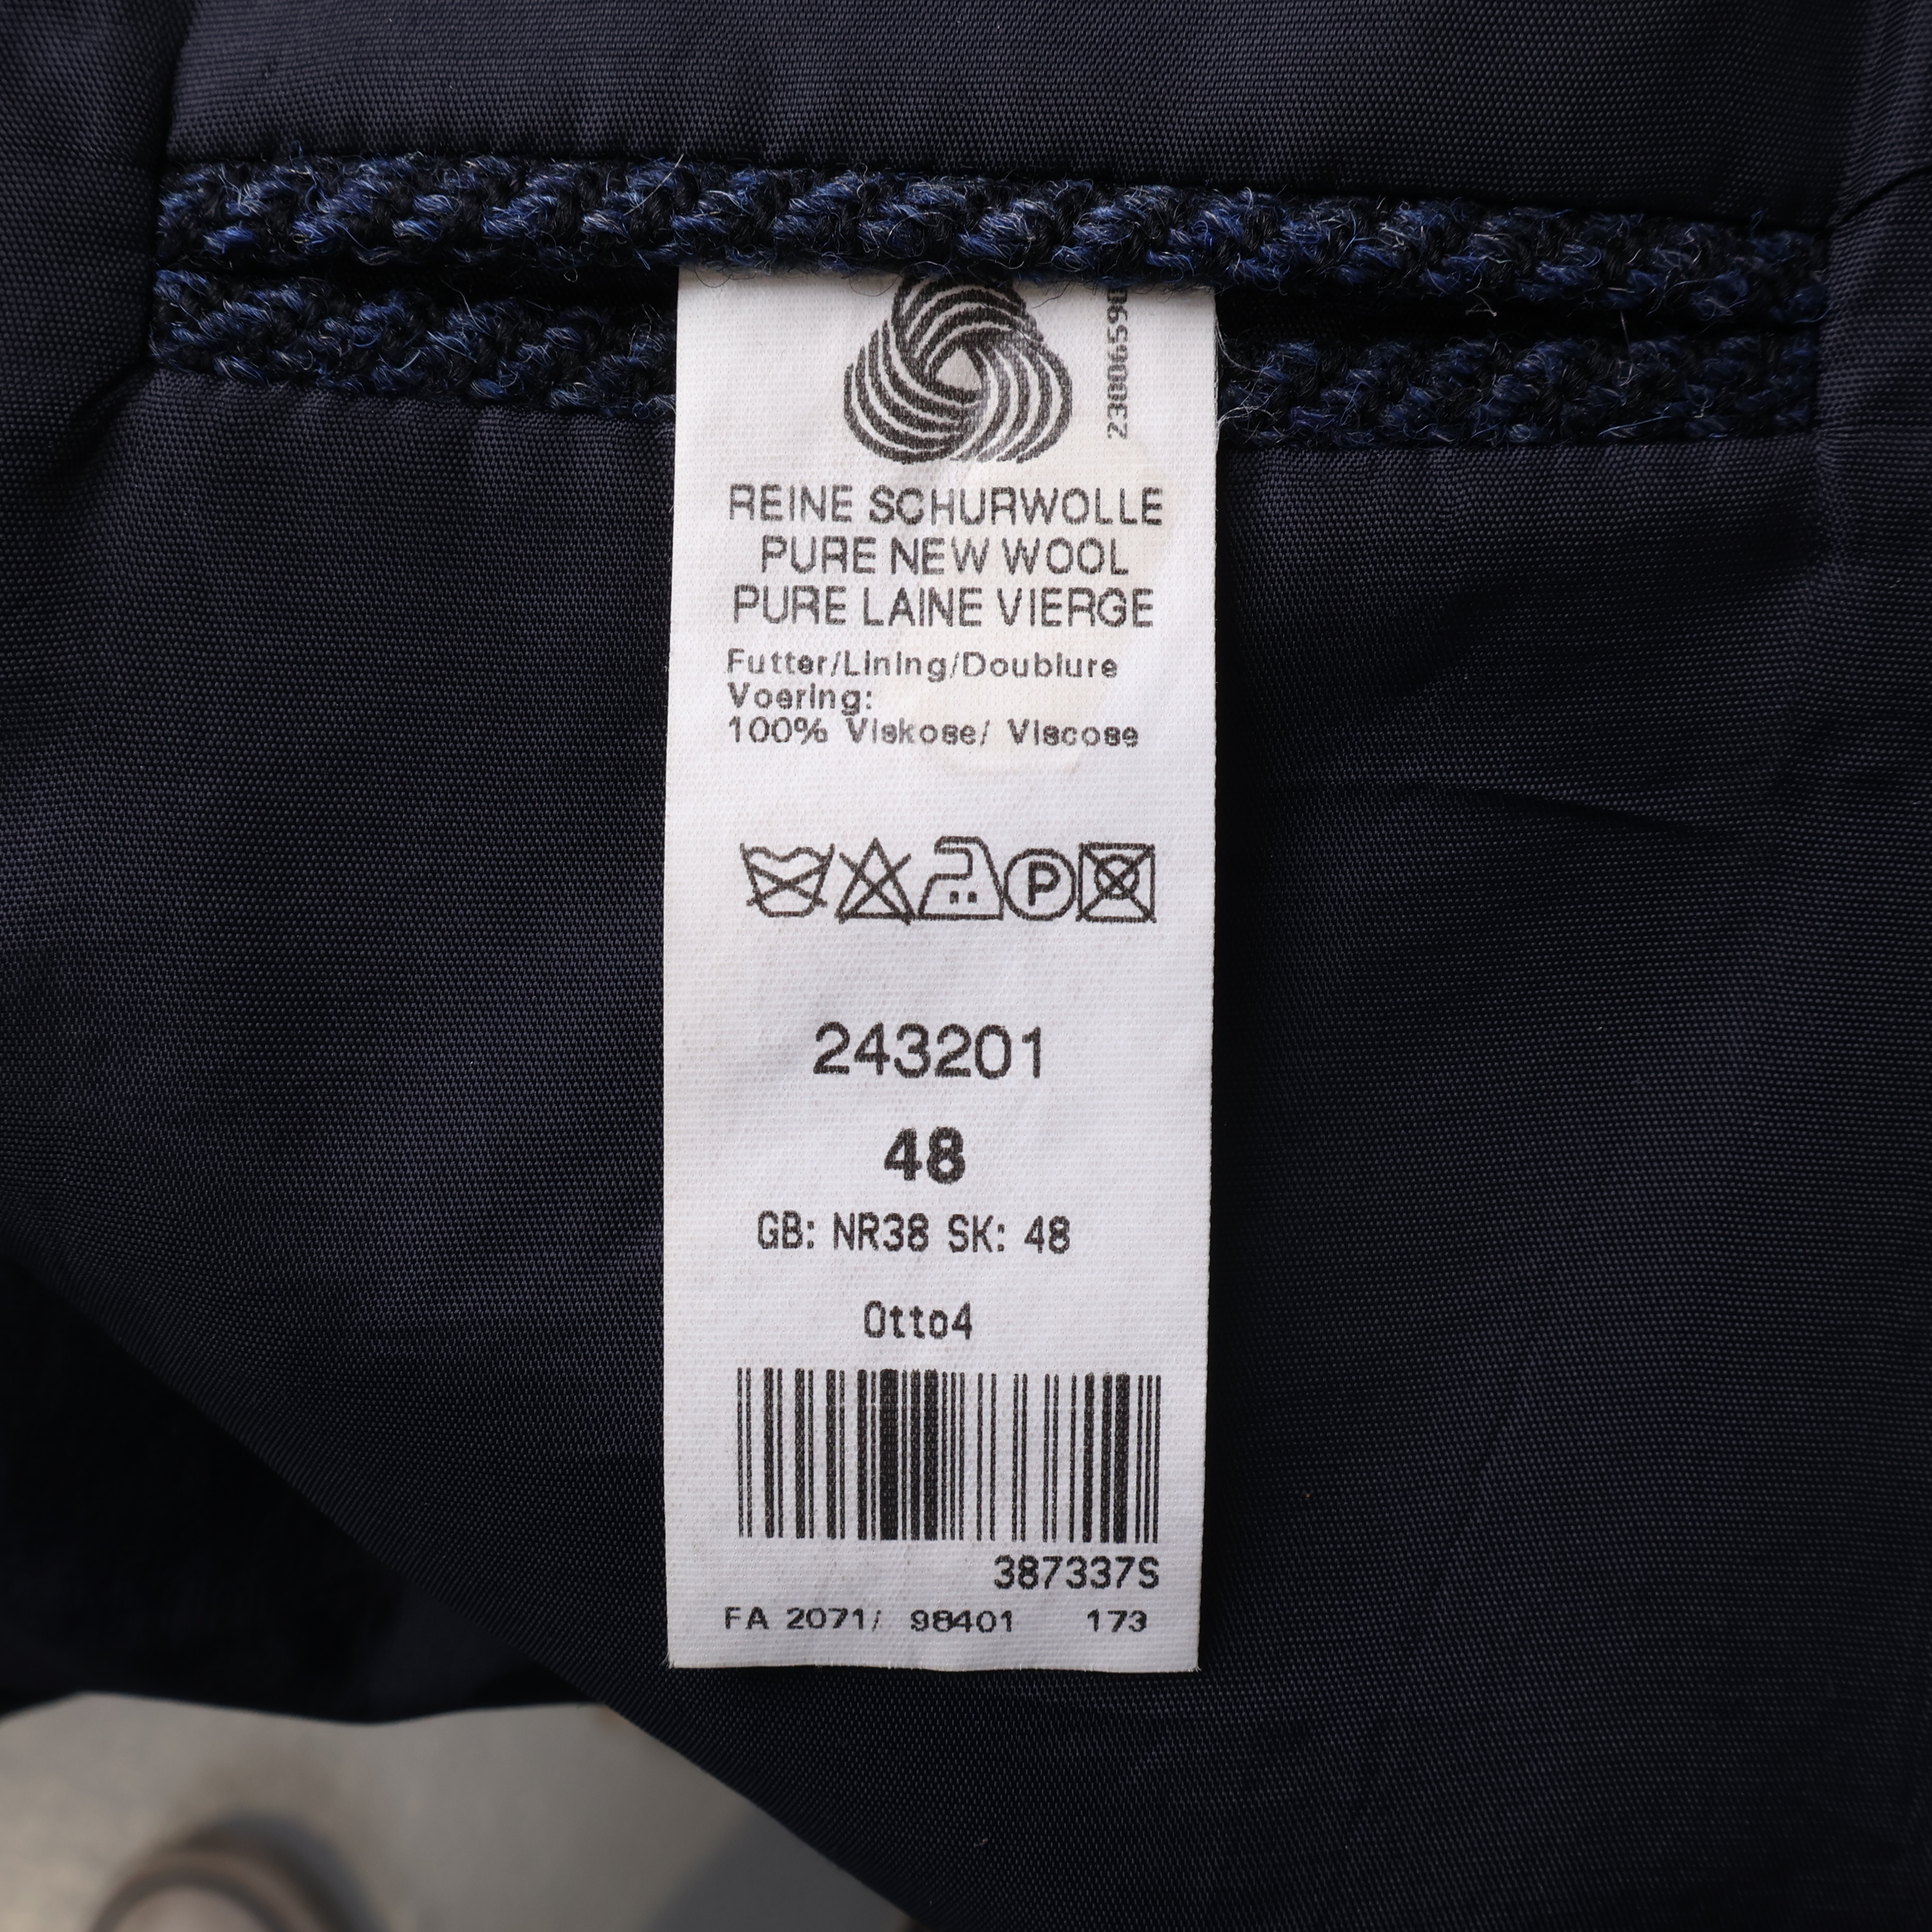 2300659
REINE SCHURWOLLE
PURE NEW WOOL
PURE LAINE VIERGE
Futter/Lining/Doublure
Voering:
100% Viskose/ Viscose
P
243201
48
GB: NR38 SK: 48
Otto4
387337S
FA 2071/ 98401 173